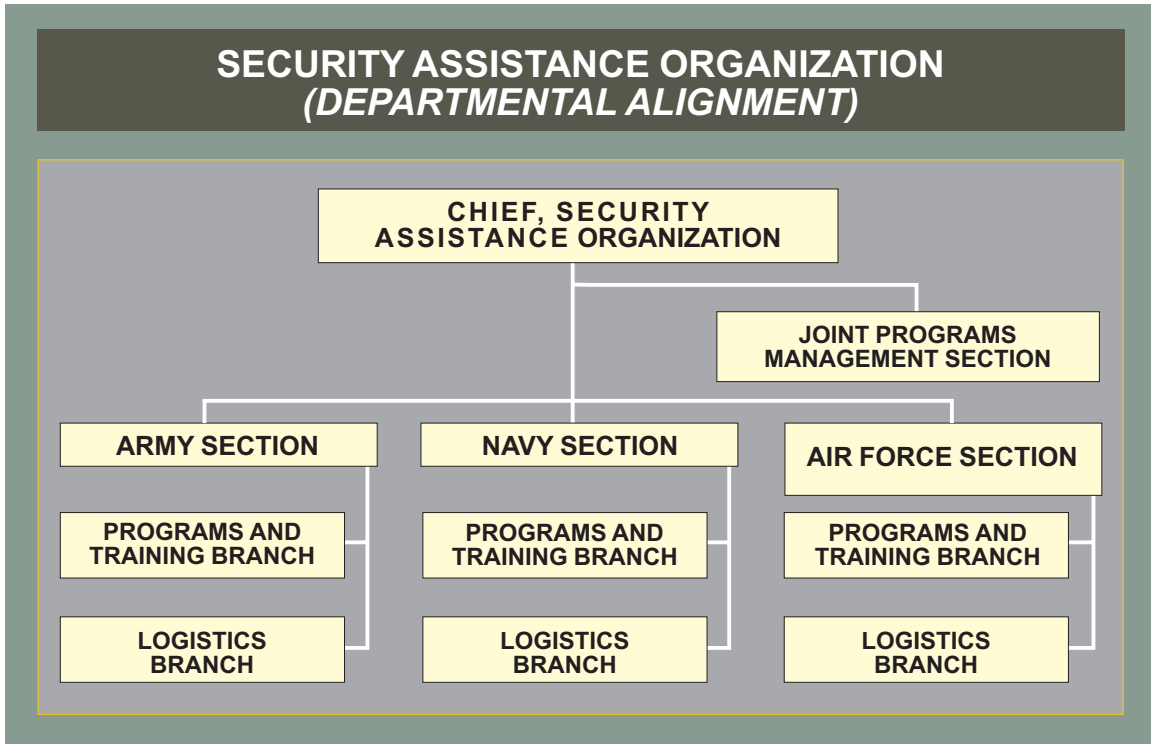 SECURITY ASSISTANCE ORGANIZATION
(DEPARTMENTAL ALIGNMENT)
CHIEF, SECURITY
ASSISTANCE ORGANIZATION
JOINT PROGRAMS
MANAGEMENT SECTION
ARMY SECTION
NAVY SECTION
AIR FORCE SECTION
PROGRAMS AND
TRAINING BRANCH
PROGRAMS AND
TRAINING BRANCH
PROGRAMS AND
TRAINING BRANCH
LOGISTICS
BRANCH
LOGISTICS
BRANCH
LOGISTICS
BRANCH